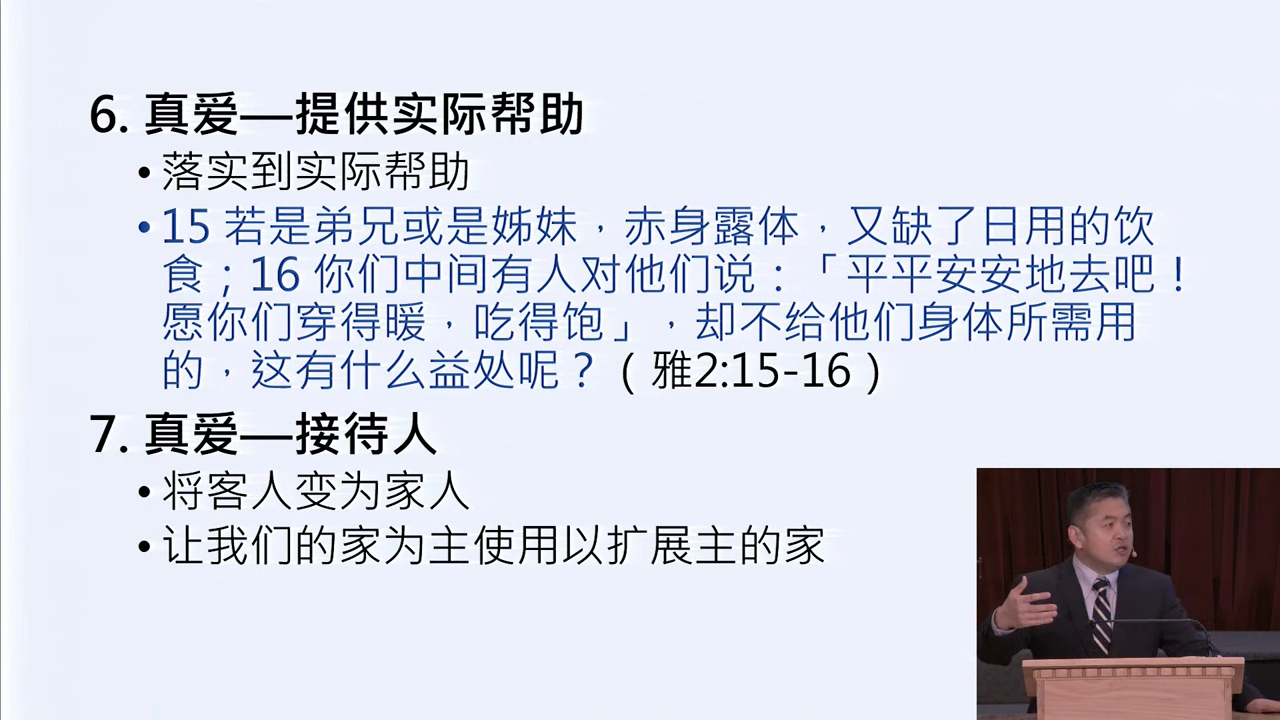 6. 真爱—提供实际帮助
• 落实到实际帮助
• 15 若是弟兄或是姊妹，赤身露体，又缺了日用的饮
食；16 你们中间有人对他们说：「平平安安地去吧！
愿你们穿得暖，吃得饱」，却不给他们身体所需用
的，这有什么益处呢？（雅2:15-16）
7. 真爱—接待人
• 将客人变为家人
• 让我们的家为主使用以扩展主的家